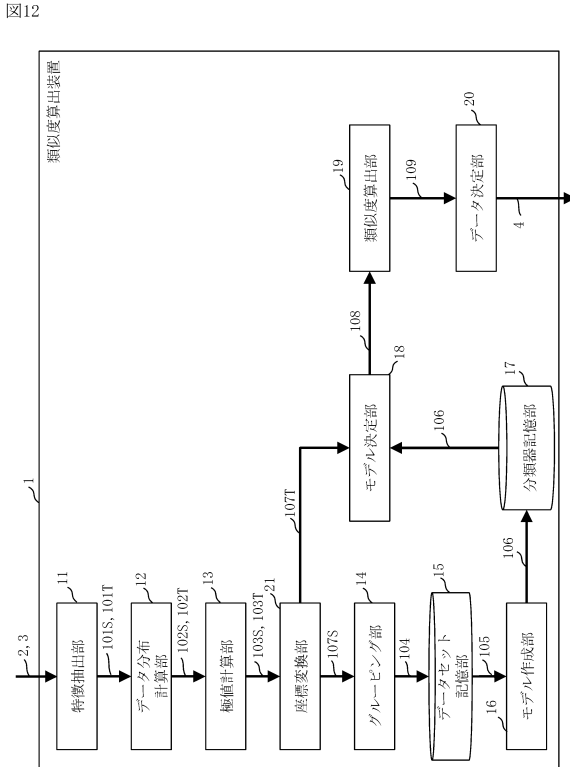 図12
類似度算出装置
1
2, 3
11
特徴抽出部
101S, 101T
12
データ分布
計算部
102S, 102T
13
極値計算部
103S, 103T
21
座標変換部
107T
107S
14
グルーピング部
104
15
データセット
記憶部
105
16
モデル作成部
106
17
分類器記憶部
106
18
モデル決定部
108
19
類似度算出部
109
20
データ決定部
4